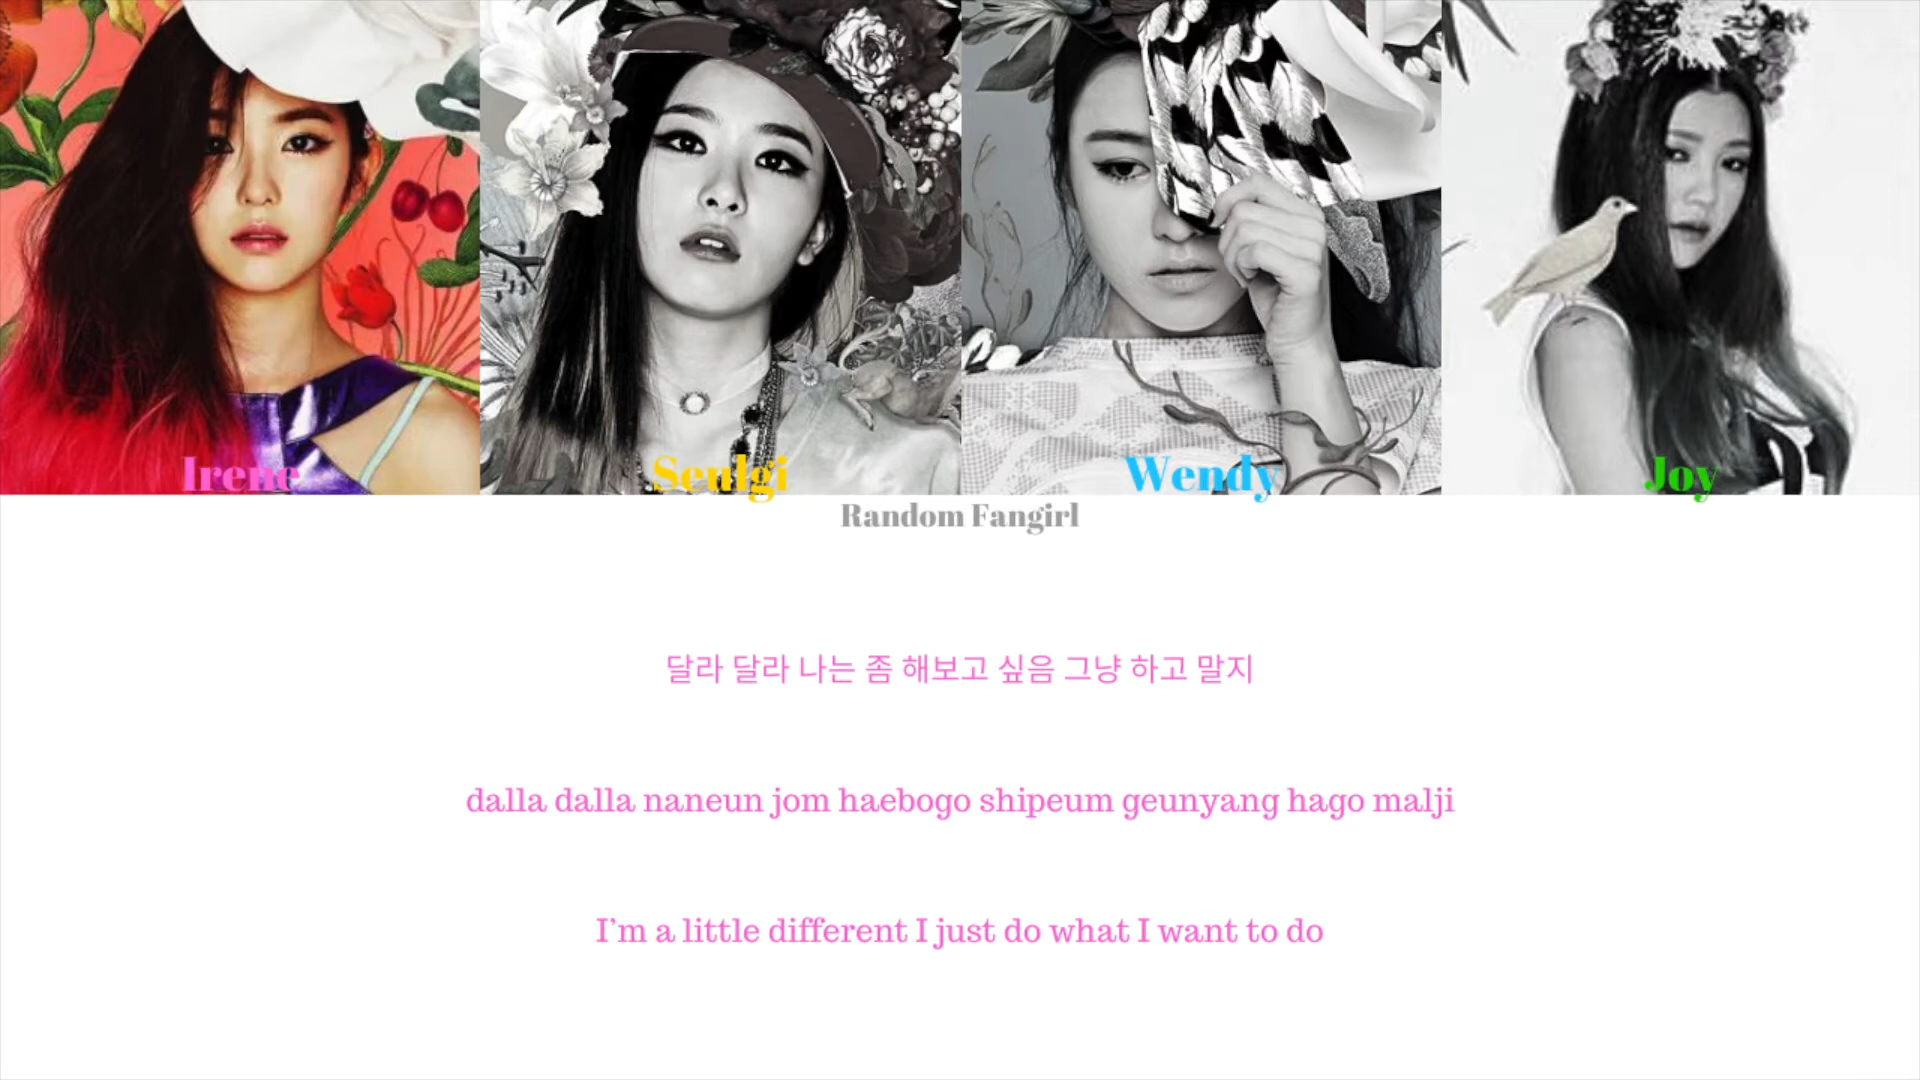 Irene
Seulgi
Wendy
Joy
Random Fangirl
달라 달라 나는 좀 해보고 싶음 그냥 하고 말지
dalla dalla naneun jom haebogo shipeum geunyang hago malji
I'm a little different I just do what I want to do